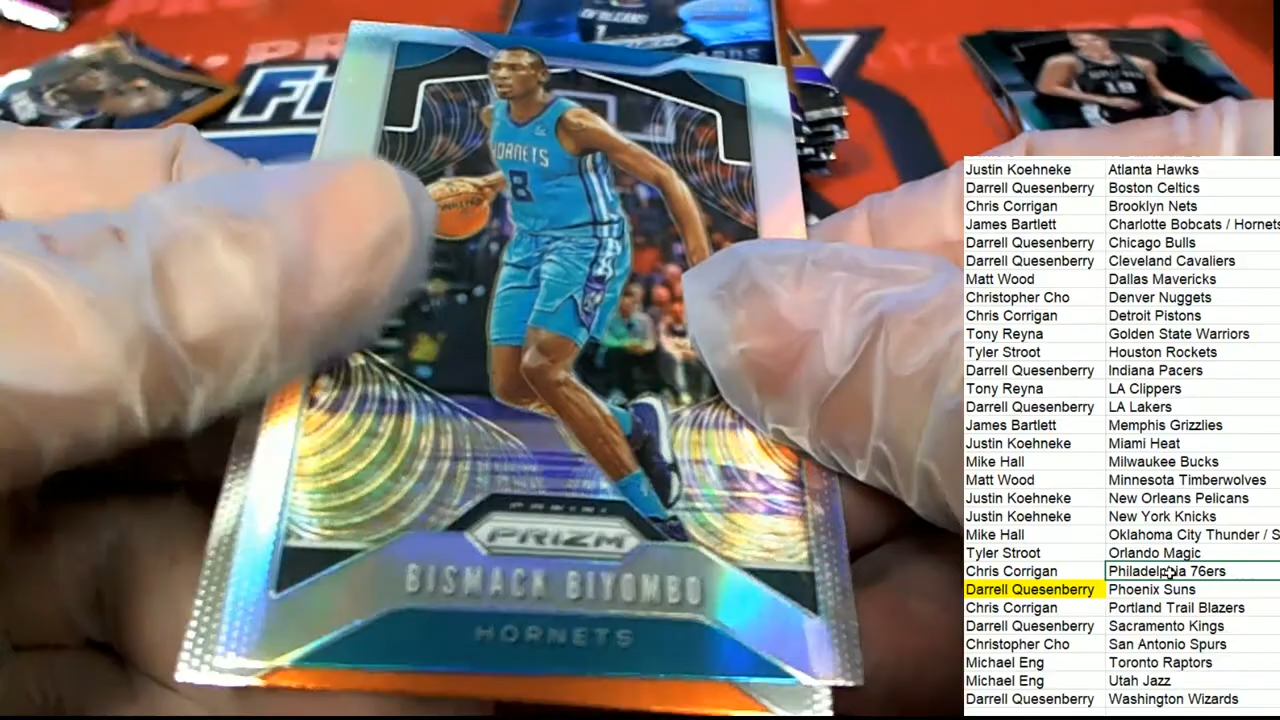 HORNETS
8
PANINI
PRIZM
BISMACK BIYOMBO
HORNETS
Justin Koehneke Atlanta Hawks
Darrell Quesenberry Boston Celtics
Chris Corrigan Brooklyn Nets
James Bartlett Charlotte Bobcats / Hornets
Darrell Quesenberry Chicago Bulls
Darrell Quesenberry Cleveland Cavaliers
Matt Wood Dallas Mavericks
Christopher Cho Denver Nuggets
Chris Corrigan Detroit Pistons
Tony Reyna Golden State Warriors
Tyler Stroot Houston Rockets
Darrell Quesenberry Indiana Pacers
Tony Reyna LA Clippers
Darrell Quesenberry LA Lakers
James Bartlett Memphis Grizzlies
Justin Koehneke Miami Heat
Mike Hall Milwaukee Bucks
Matt Wood Minnesota Timberwolves
Justin Koehneke New Orleans Pelicans
Justin Koehneke New York Knicks
Mike Hall Oklahoma City Thunder / S
Tyler Stroot Orlando Magic
Chris Corrigan Philadelphia 76ers
Darrell Quesenberry Phoenix Suns
Chris Corrigan Portland Trail Blazers
Darrell Quesenberry Sacramento Kings
Christopher Cho San Antonio Spurs
Michael Eng Toronto Raptors
Michael Eng Utah Jazz
Darrell Quesenberry Washington Wizards